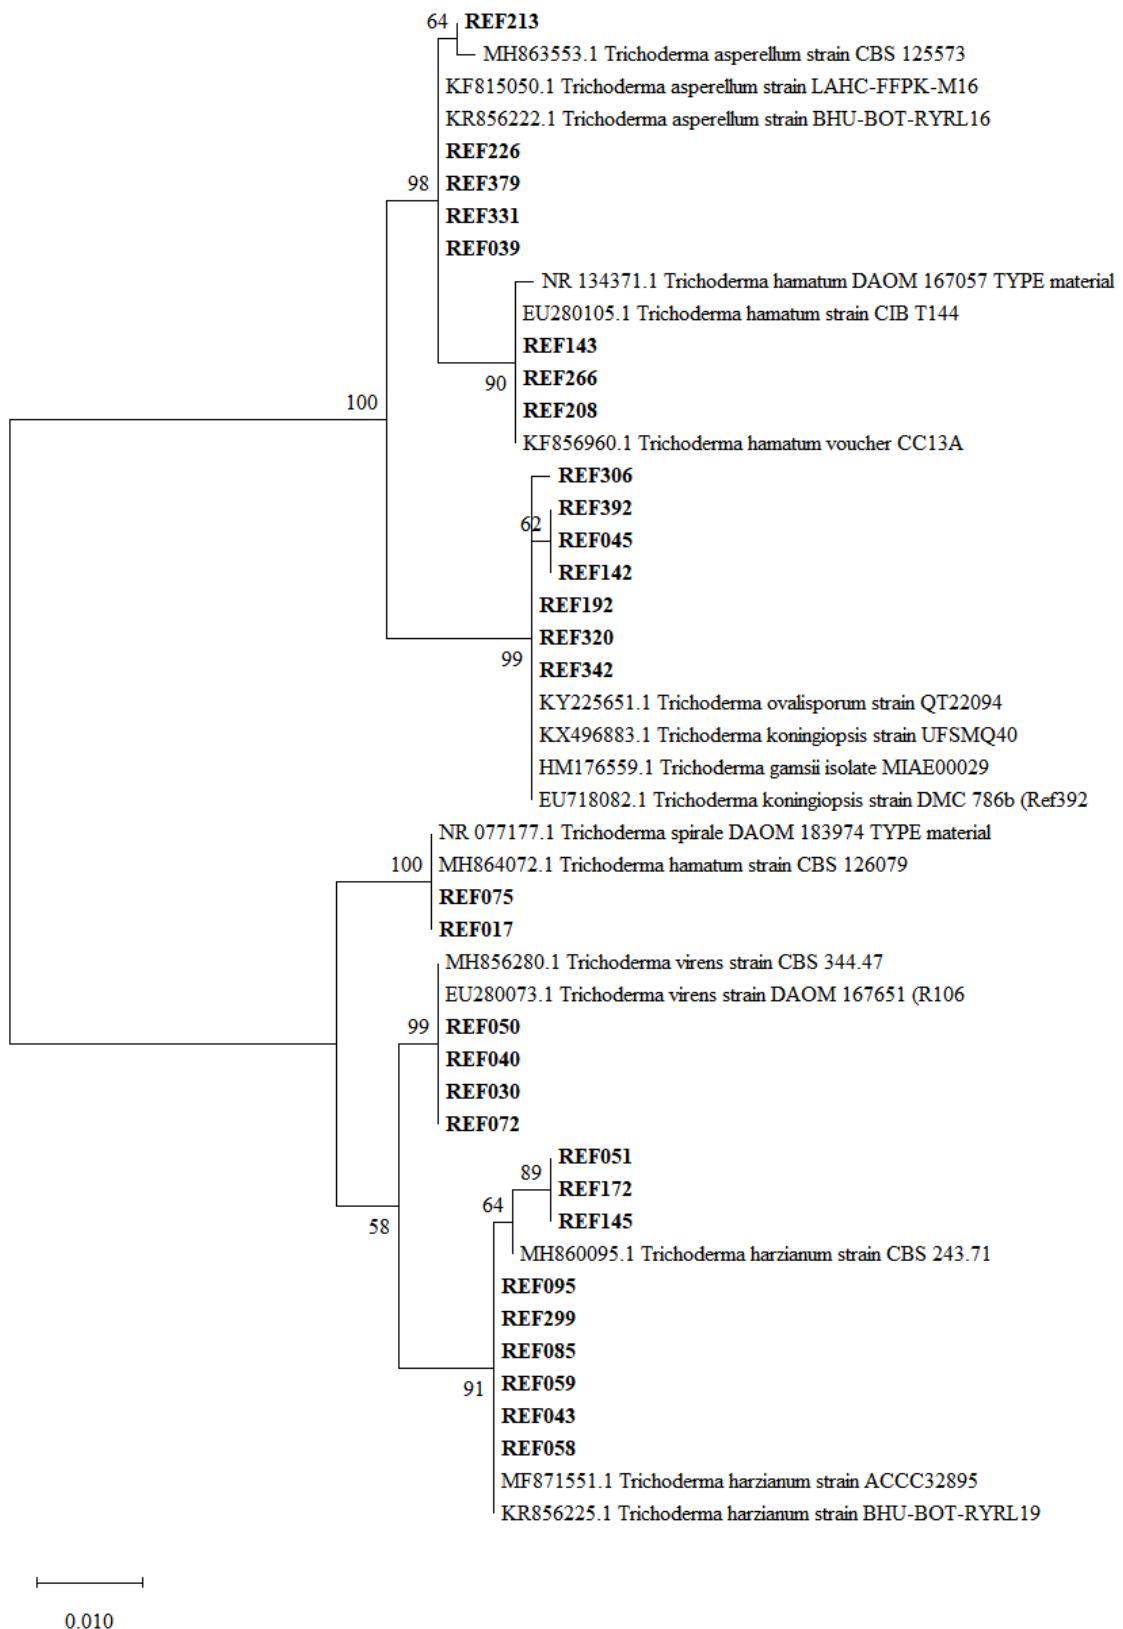 64 REF213
MH863553.1 Trichoderma asperellum strain CBS 125573
KF815050.1 Trichoderma asperellum strain LAHC-FFPK-M16
KR856222.1 Trichoderma asperellum strain BHU-BOT-RYRL16
REF226
98 REF379
REF331
REF039
NR 134371.1 Trichoderma hamatum DAOM 167057 TYPE material
EU280105.1 Trichoderma hamatum strain CIB T144
REF143
90 REF266
100 REF208
KF856960.1 Trichoderma hamatum voucher CC13A
REF306
REF392
62 REF045
REF142
REF192
REF320
99 REF342
KY225651.1 Trichoderma ovalisporum strain QT22094
KX496883.1 Trichoderma koningiopsis strain UFSMQ40
HM176559.1 Trichoderma gamsii isolate MIAE00029
EU718082.1 Trichoderma koningiopsis strain DMC 786b (Ref392
NR 077177.1 Trichoderma spirale DAOM 183974 TYPE material
100 MH864072.1 Trichoderma hamatum strain CBS 126079
REF075
REF017
MH856280.1 Trichoderma virens strain CBS 344.47
EU280073.1 Trichoderma virens strain DAOM 167651 (R106
99 REF050
REF040
REF030
REF072
REF051
89 REF172
64 REF145
58
MH860095.1 Trichoderma harzianum strain CBS 243.71
REF095
REF299
REF085
91 REF059
REF043
REF058
MF871551.1 Trichoderma harzianum strain ACCC32895
KR856225.1 Trichoderma harzianum strain BHU-BOT-RYRL19
0.010